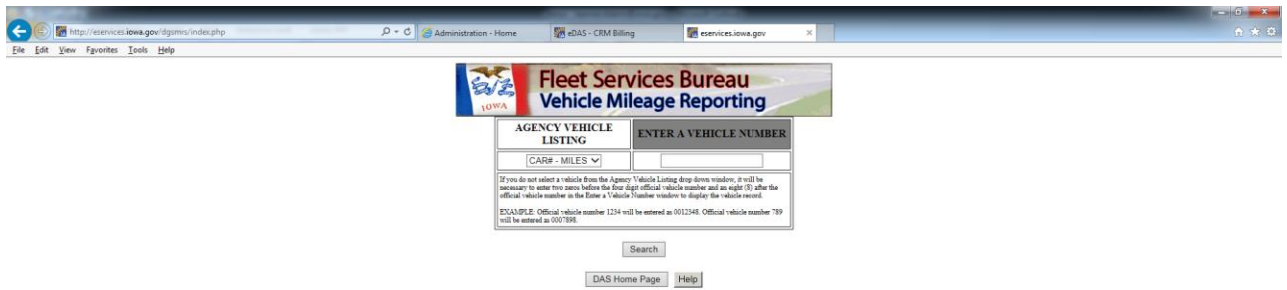 http://eservices.iowa.gov/dgsmrs/index.php
Administration - Home
eDAS - CRM Billing
eservices.iowa.gov
File Edit View Favorites Tools Help
IOWA
Fleet Services Bureau
Vehicle Mileage Reporting
AGENCY VEHICLE
LISTING
ENTER A VEHICLE NUMBER
CAR# - MILES
If you do not select a vehicle from the Agency Vehicle Listing drop down window, it will be
necessary to enter two zeros before the four digit official vehicle number and an eight (8) after the
official vehicle number in the Enter a Vehicle Number window to display the vehicle record.
EXAMPLE: Official vehicle number 1234 will be entered as 0012348. Official vehicle number 789
will be entered as 0007898.
Search
DAS Home Page
Help